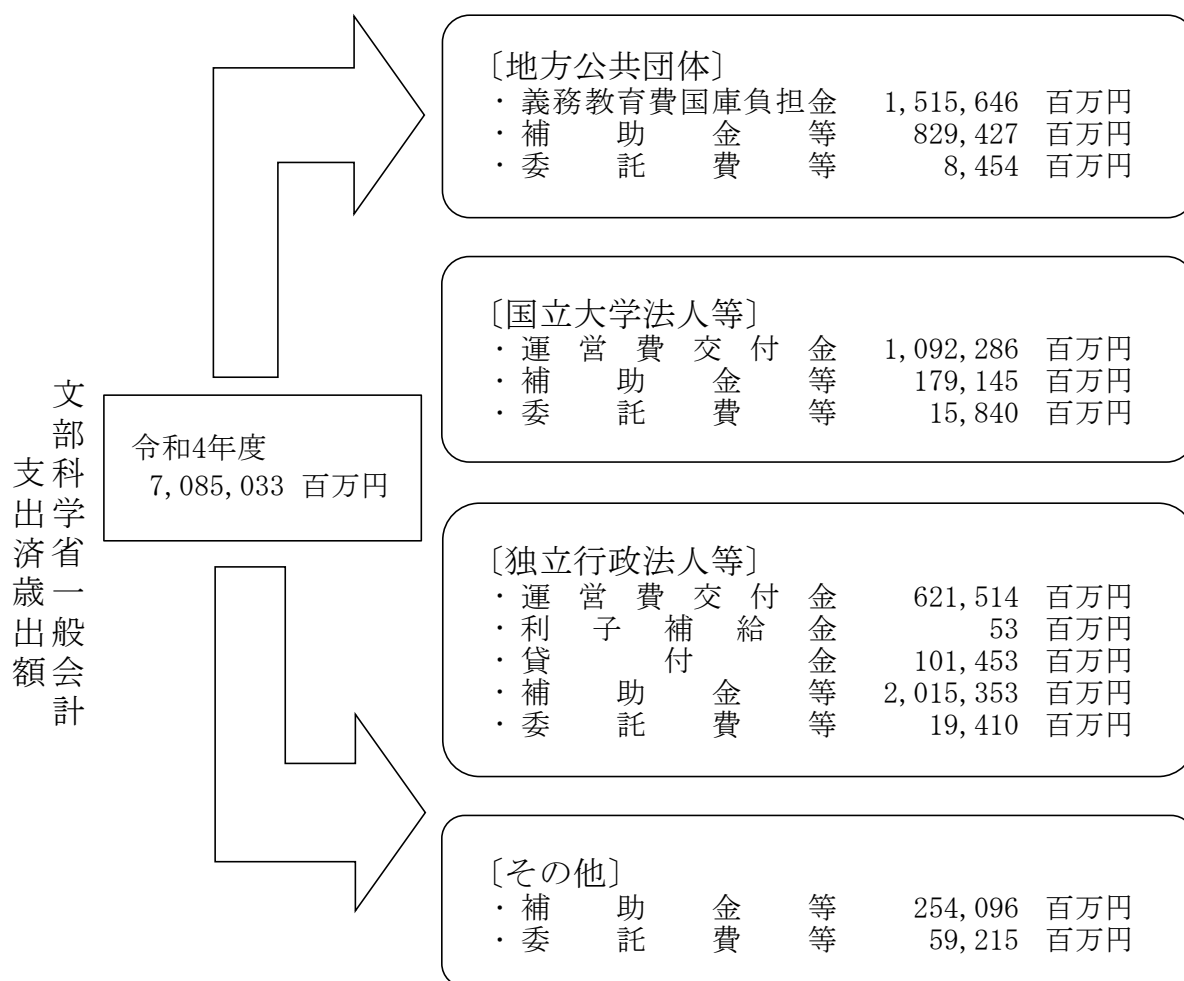 文部科学省一般会計
支出済歳出額
令和4年度
7,085,033 百万円
〔地方公共団体〕
・義務教育費国庫負担金 1,515,646 百万円
・補助金等 829,427 百万円
・委託費等 8,454 百万円
〔国立大学法人等〕
・運営費交付金 1,092,286 百万円
・補助金等 179,145 百万円
・委託費等 15,840 百万円
〔独立行政法人等〕
・運営費交付金 621,514 百万円
・利子補給金 53 百万円
・貸付金 101,453 百万円
・補助金等 2,015,353 百万円
・委託費等 19,410 百万円
〔その他〕
・補助金等 254,096 百万円
・委託費等 59,215 百万円